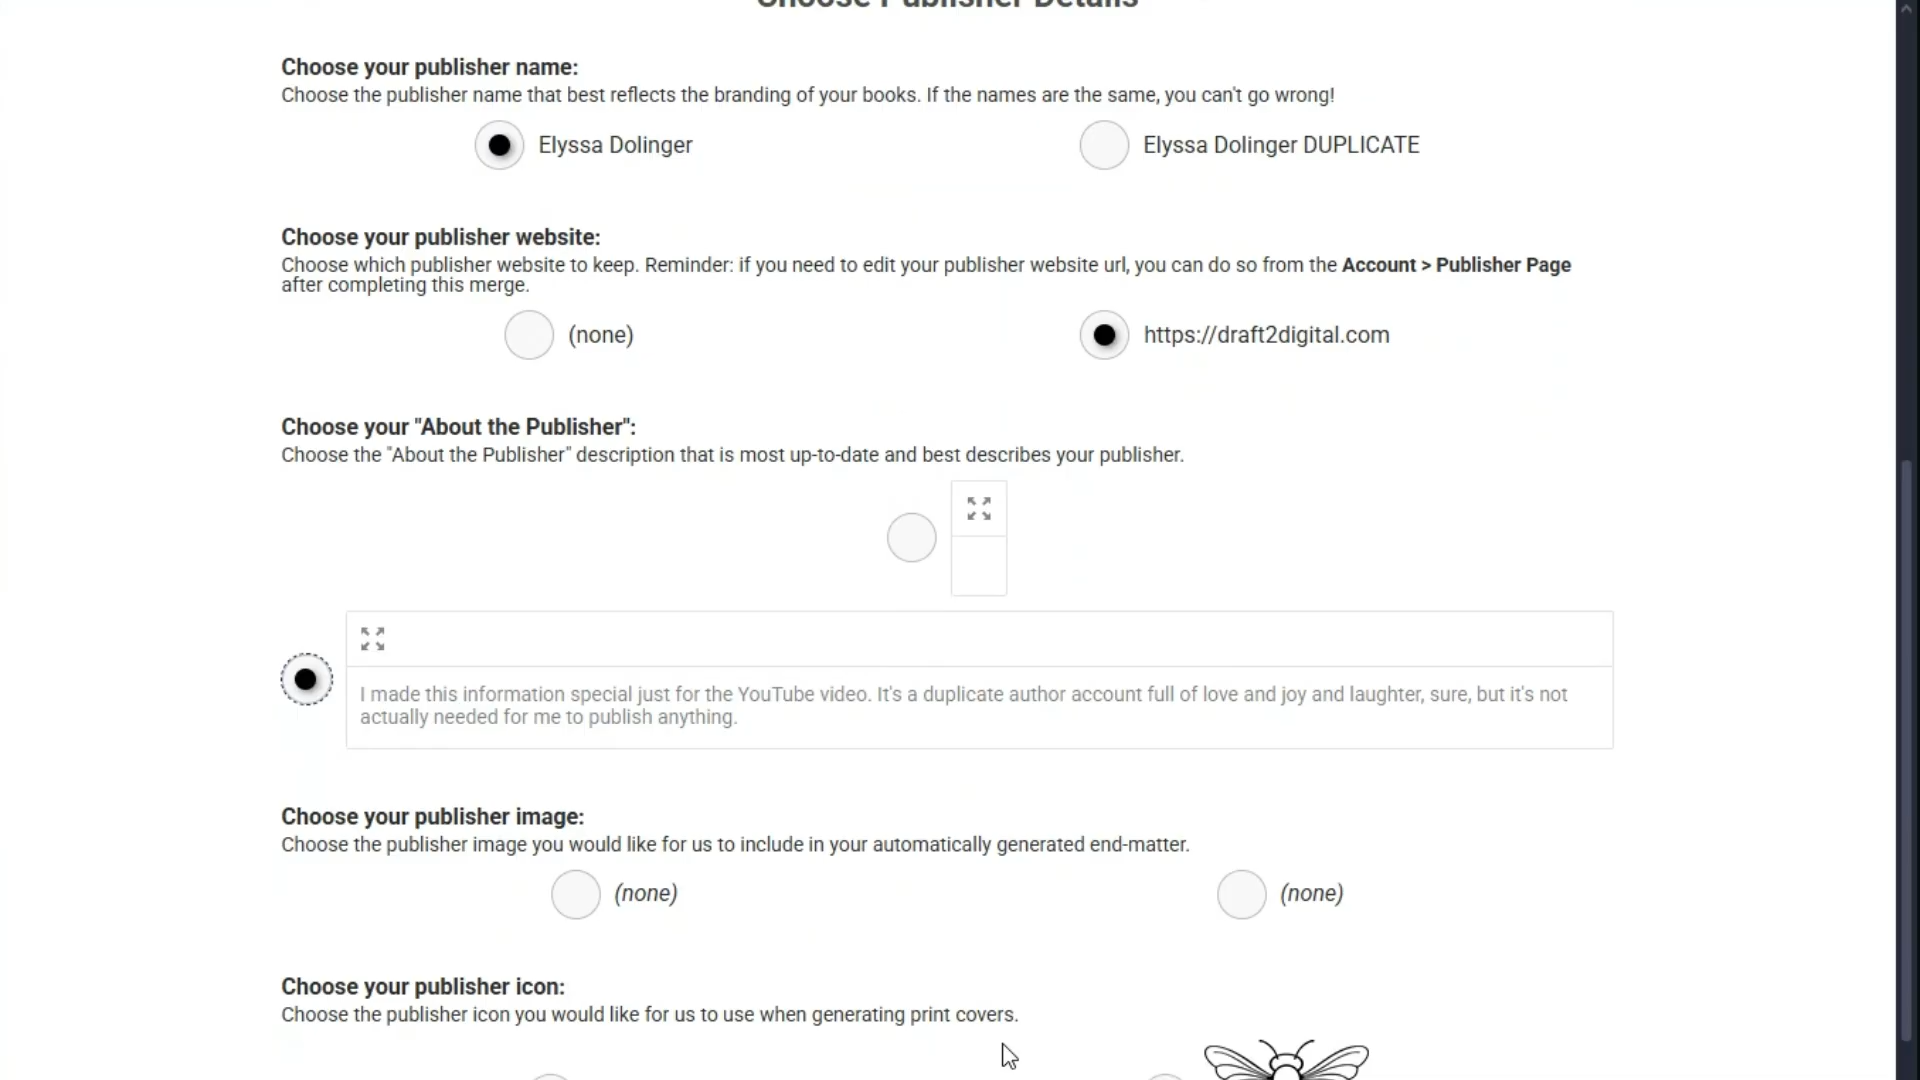 Choose Publisher Details
Choose your publisher name:
Choose the publisher name that best reflects the branding of your books. If the names are the same, you can't go wrong!
Elyssa Dolinger
Elyssa Dolinger DUPLICATE
Choose your publisher website:
Choose which publisher website to keep. Reminder: if you need to edit your publisher website url, you can do so from the Account > Publisher Page
after completing this merge.
(none)
https://draft2digital.com
Choose your "About the Publisher":
Choose the "About the Publisher" description that is most up-to-date and best describes your publisher.
I made this information special just for the YouTube video. It's a duplicate author account full of love and joy and laughter, sure, but it's not
actually needed for me to publish anything.
Choose your publisher image:
Choose the publisher image you would like for us to include in your automatically generated end-matter.
(none)
(none)
Choose your publisher icon:
Choose the publisher icon you would like for us to use when generating print covers.